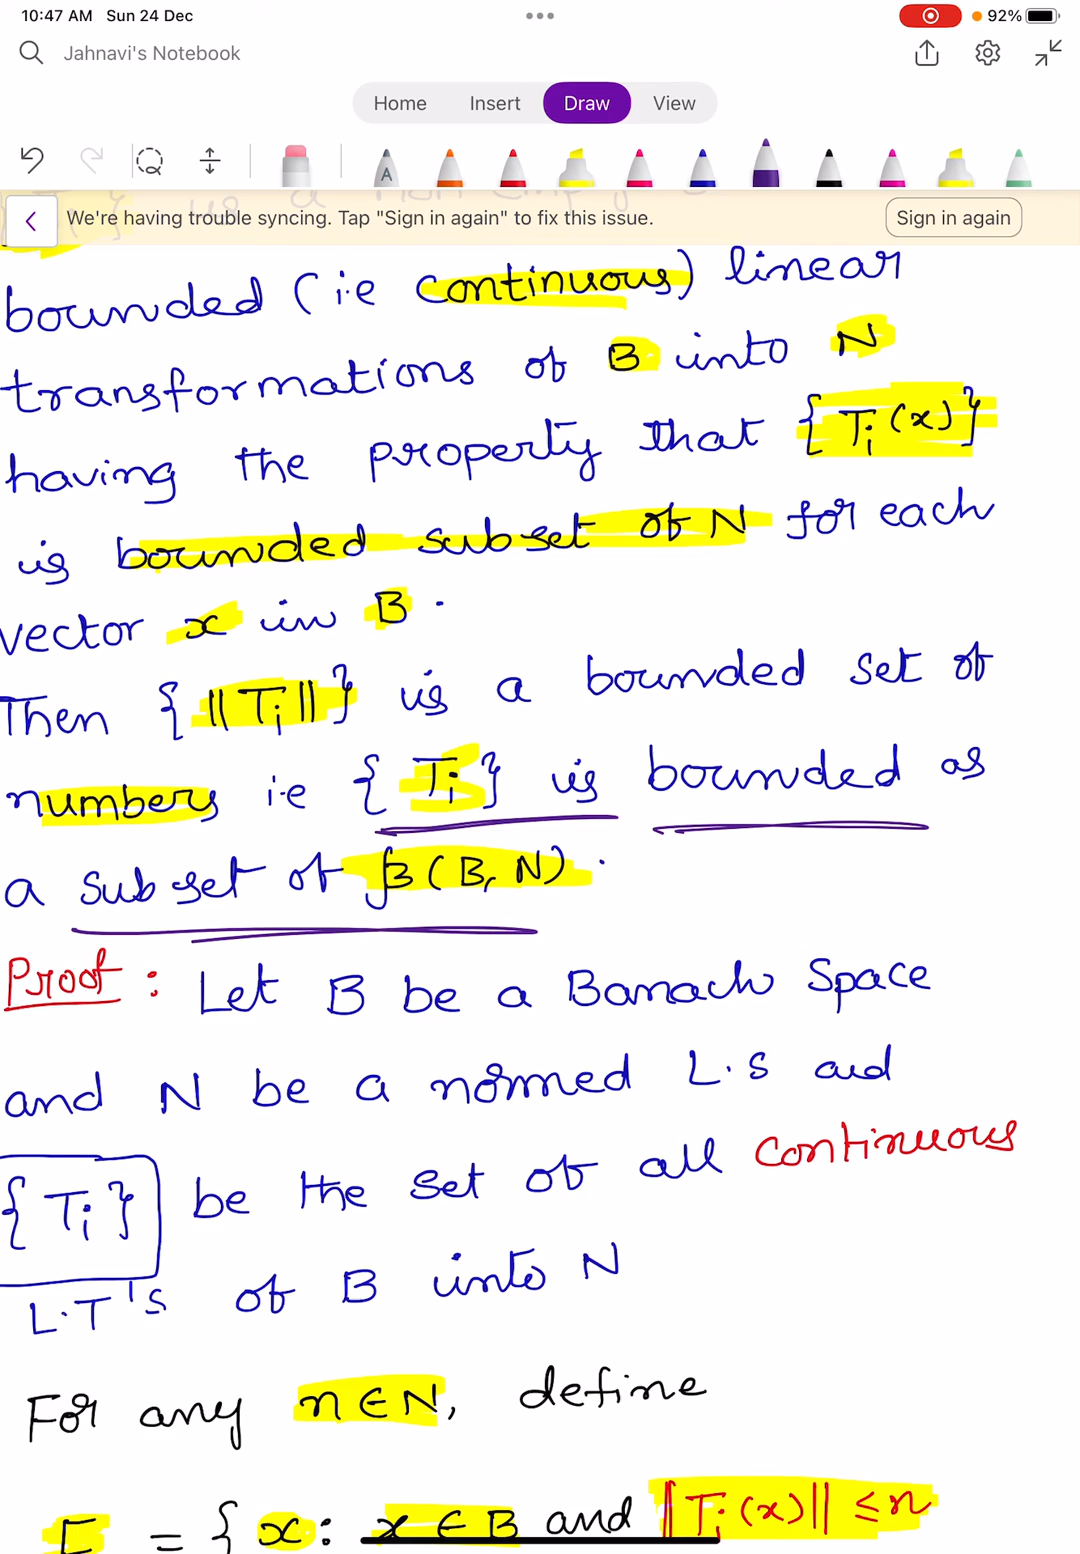 10:47 AM Sun 24 Dec
92%
Jahnavi's Notebook
Home Insert Draw View
A
We're having trouble syncing. Tap "Sign in again" to fix this issue.
Sign in again
bounded (i.e continuous) linear
transformations of B into N
having the property that {Ti(x)}
is bounded subset of N for each
vector x in B.
Then {||Ti||} is a bounded set of
numbers i.e {Ti} is bounded as
a subset of β(B, N).
Proof : Let B be a Banach Space
and N be a normed L.S and
{Ti} be the set of all continuous
L.T's of B into N
For any n∈N, define
= {x: x∈B and ||Ti(x)|| ≤n